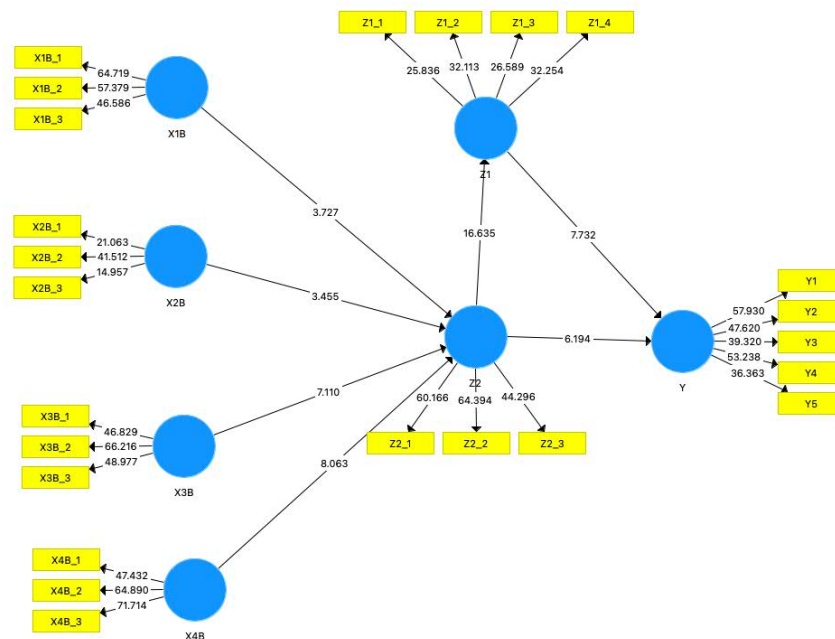 Z1_1 Z1_2 Z1_3 Z1_4
25.836 32.113 26.589 32.254
Z1
X1B_1
X1B_2
X1B_3
64.719
57.379
46.586
X1B
3.727
16.635
7.732
X2B_1
X2B_2
X2B_3
21.063
41.512
14.957
X2B
3.455
Z2
6.194
60.166 64.394 44.296
Z2_1 Z2_2 Z2_3
Y
57.930
47.620
39.320
53.238
36.363
Y1
Y2
Y3
Y4
Y5
X3B_1
X3B_2
X3B_3
46.829
66.216
48.977
X3B
7.110
X4B_1
X4B_2
X4B_3
47.432
64.890
71.714
X4B
8.063